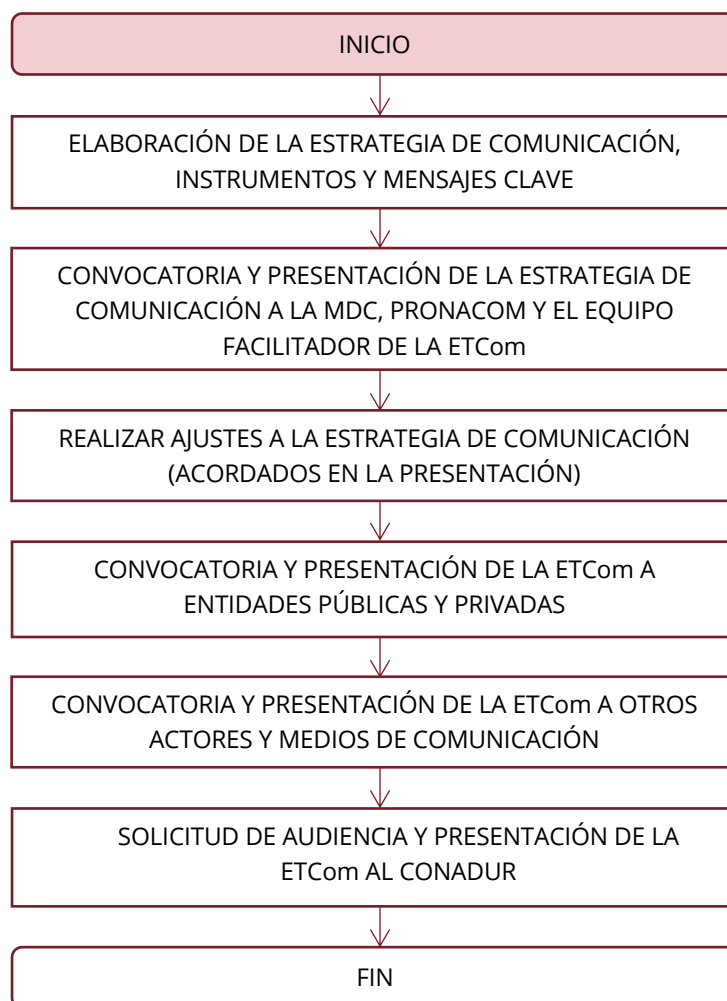 INICIO
ELABORACIÓN DE LA ESTRATEGIA DE COMUNICACIÓN,
INSTRUMENTOS Y MENSAJES CLAVE
CONVOCATORIA Y PRESENTACIÓN DE LA ESTRATEGIA DE
COMUNICACIÓN A LA MDC, PRONACOM Y EL EQUIPO
FACILITADOR DE LA ETCom
REALIZAR AJUSTES A LA ESTRATEGIA DE COMUNICACIÓN
(ACORDADOS EN LA PRESENTACIÓN)
CONVOCATORIA Y PRESENTACIÓN DE LA ETCom A
ENTIDADES PÚBLICAS Y PRIVADAS
CONVOCATORIA Y PRESENTACIÓN DE LA ETCom A OTROS
ACTORES Y MEDIOS DE COMUNICACIÓN
SOLICITUD DE AUDIENCIA Y PRESENTACIÓN DE LA
ETCom AL CONADUR
FIN